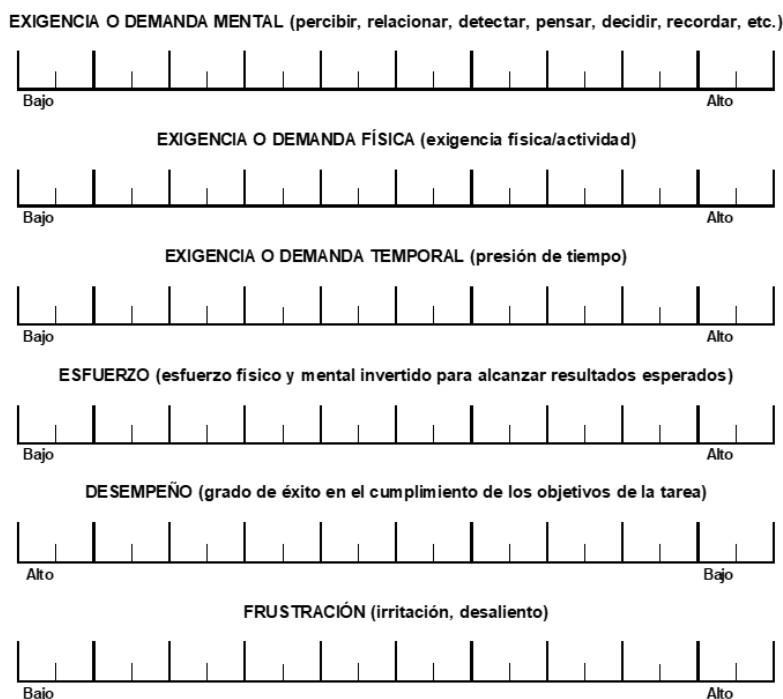 EXIGENCIA O DEMANDA MENTAL (percibir, relacionar, detectar, pensar, decidir, recordar, etc.)
Bajo Alto
EXIGENCIA O DEMANDA FÍSICA (exigencia física/actividad)
Bajo Alto
EXIGENCIA O DEMANDA TEMPORAL (presión de tiempo)
Bajo Alto
ESFUERZO (esfuerzo físico y mental invertido para alcanzar resultados esperados)
Bajo Alto
DESEMPEÑO (grado de éxito en el cumplimiento de los objetivos de la tarea)
Alto Bajo
FRUSTRACIÓN (irritación, desaliento)
Bajo Alto